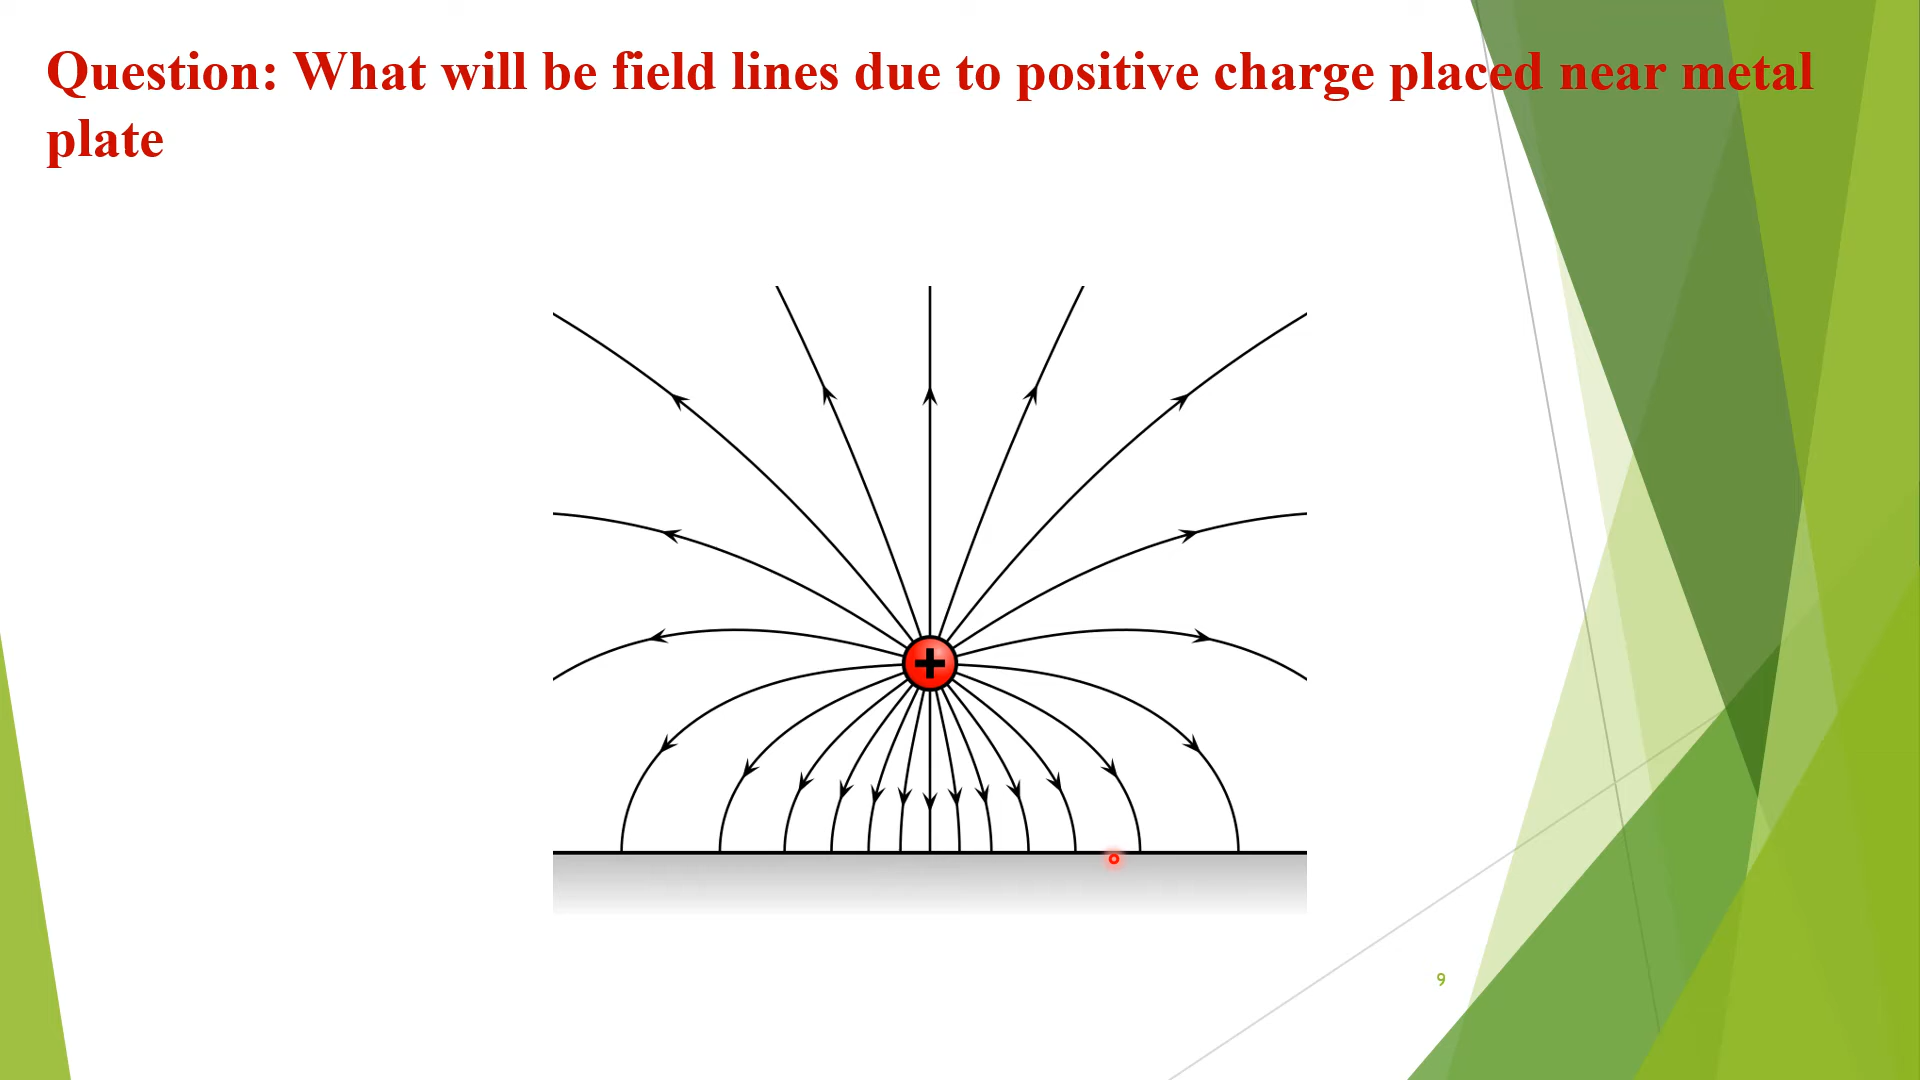 Question: What will be field lines due to positive charge placed near metal
plate
+
9